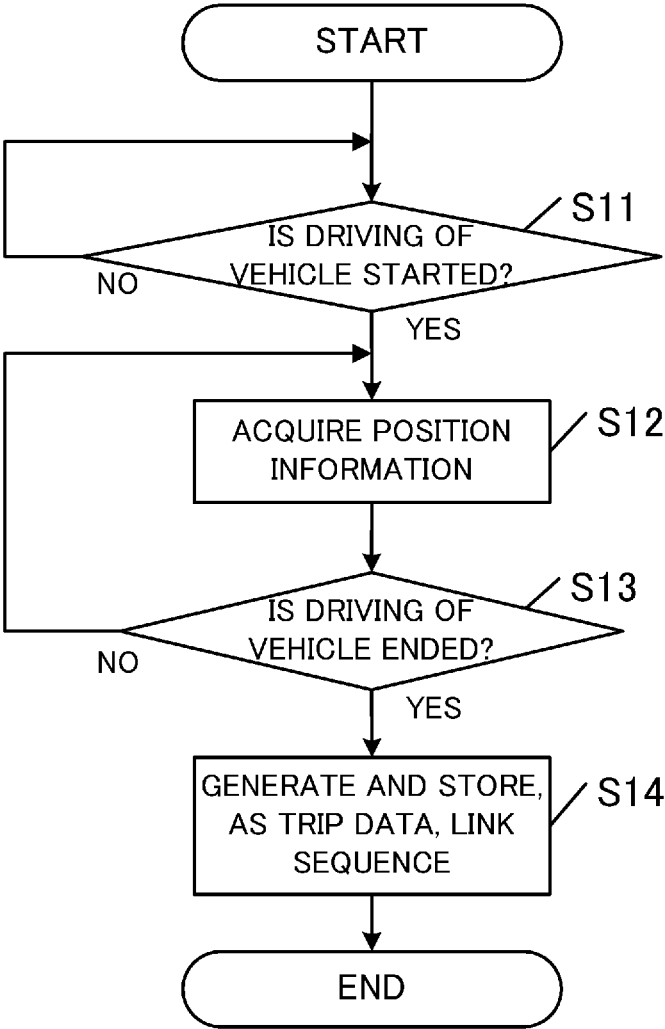 START
S11
IS DRIVING OF
VEHICLE STARTED?
NO
YES
S12
ACQUIRE POSITION
INFORMATION
S13
IS DRIVING OF
VEHICLE ENDED?
NO
YES
S14
GENERATE AND STORE,
AS TRIP DATA, LINK
SEQUENCE
END